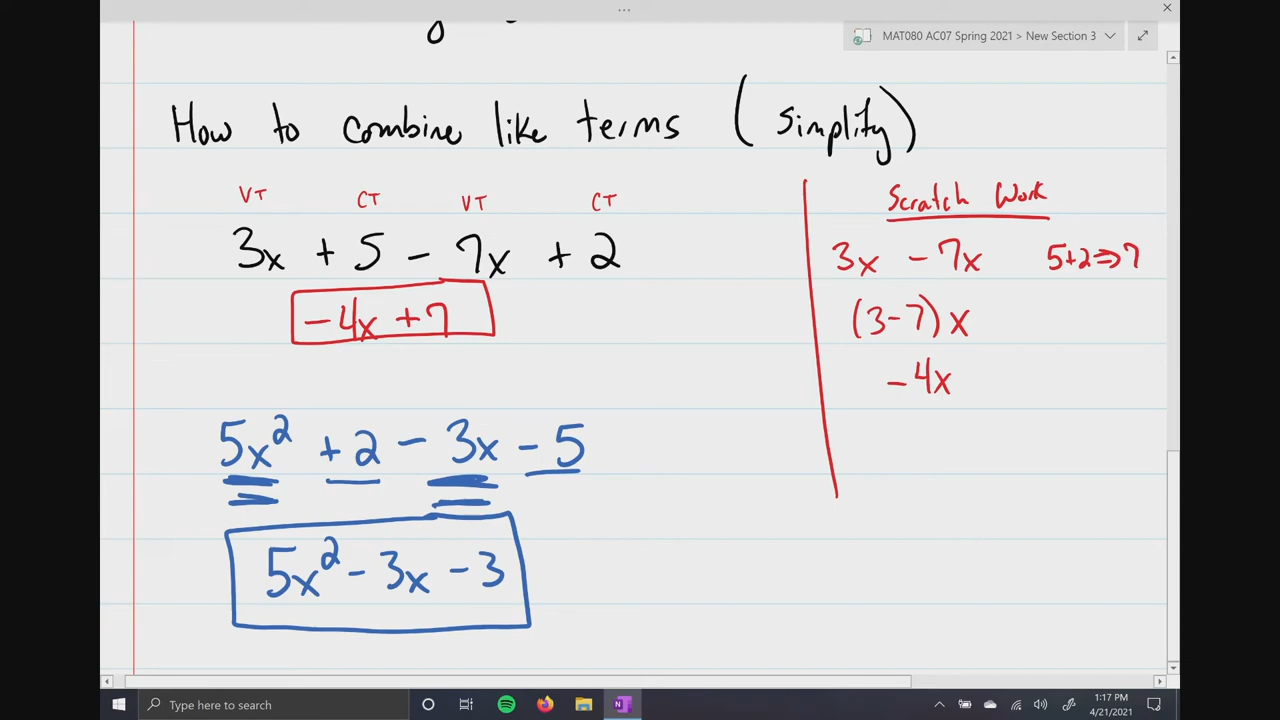 MAT080 AC07 Spring 2021 > New Section 3
How to combine like terms (simplify)
VT CT VT CT
3x + 5 - 7x + 2
-4x + 7
Scratch Work
3x - 7x 5+2⇒7
(3-7)x
-4x
5x² + 2 - 3x - 5
5x² - 3x - 3
Type here to search
1:17 PM
4/21/2021